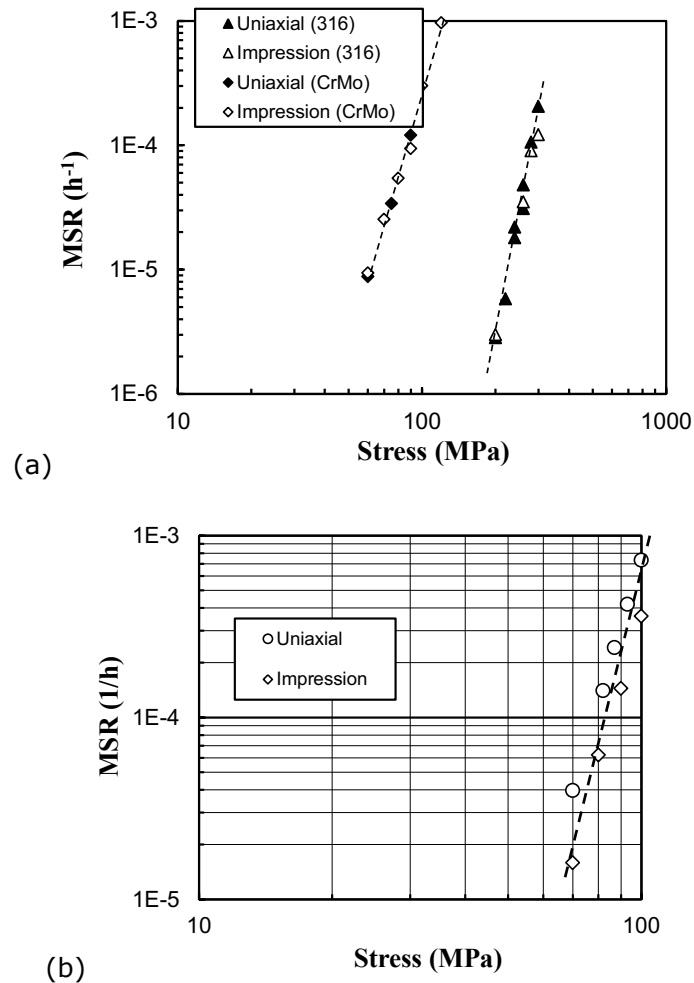 1E-3
▲ Uniaxial (316)
△ Impression (316)
◆ Uniaxial (CrMo)
◇ Impression (CrMo)
1E-4
MSR (h⁻¹)
1E-5
1E-6
10 100 1000
Stress (MPa)
(a)
1E-3
○ Uniaxial
◇ Impression
MSR (1/h)
1E-4
1E-5
10 100
Stress (MPa)
(b)